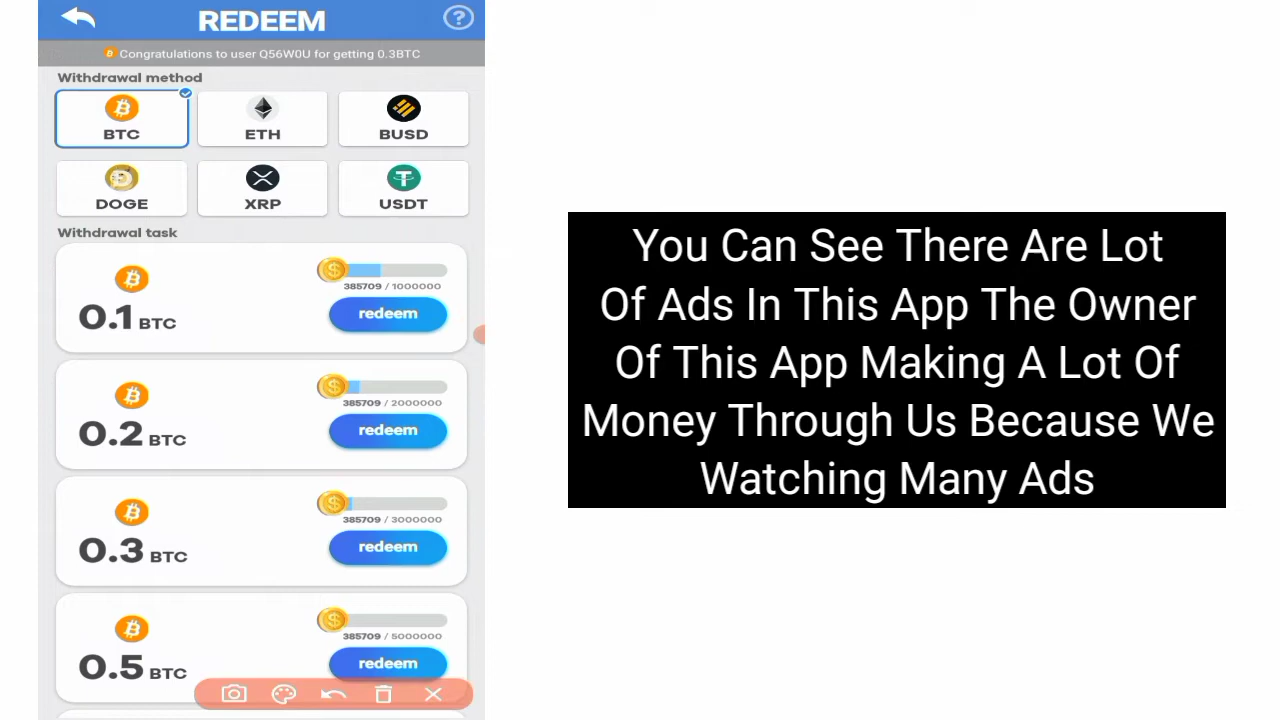 REDEEM
Congratulations to user Q56W0U for getting 0.3BTC
Withdrawal method
BTC
ETH
BUSD
DOGE
XRP
USDT
Withdrawal task
385709 / 1000000
0.1 BTC
redeem
385709 / 2000000
0.2 BTC
redeem
385709 / 3000000
0.3 BTC
redeem
385709 / 5000000
0.5 BTC
redeem
You Can See There Are Lot
Of Ads In This App The Owner
Of This App Making A Lot Of
Money Through Us Because We
Watching Many Ads